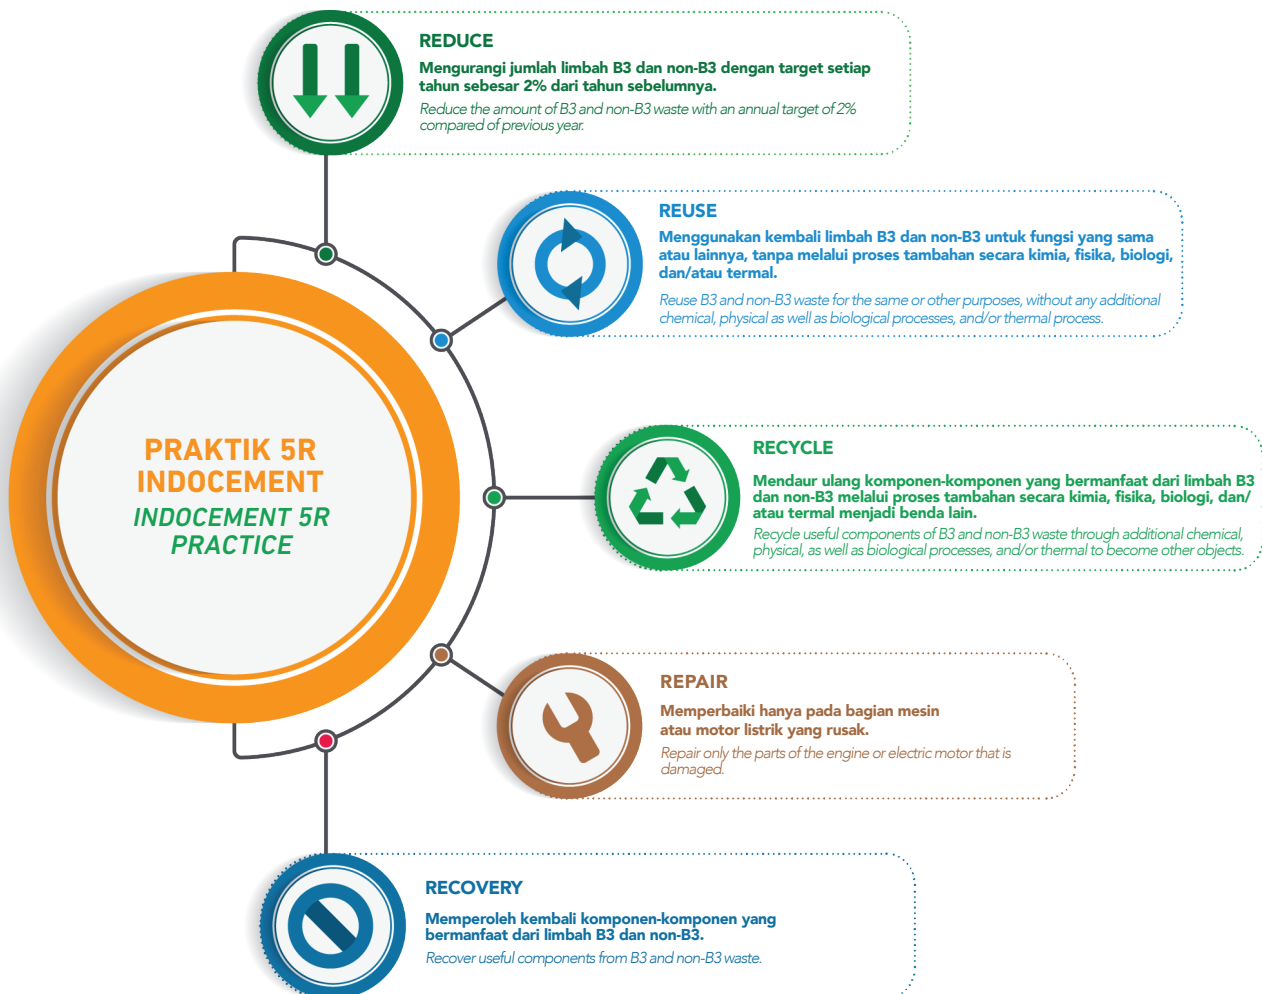 REDUCE
Mengurangi jumlah limbah B3 dan non-B3 dengan target setiap
tahun sebesar 2% dari tahun sebelumnya.
Reduce the amount of B3 and non-B3 waste with an annual target of 2%
compared of previous year.
REUSE
Menggunakan kembali limbah B3 dan non-B3 untuk fungsi yang sama
atau lainnya, tanpa melalui proses tambahan secara kimia, fisika, biologi,
dan/atau termal.
Reuse B3 and non-B3 waste for the same or other purposes, without any additional
chemical, physical as well as biological processes, and/or thermal process.
PRAKTIK 5R
INDOCEMENT
INDOCEMENT 5R
PRACTICE
RECYCLE
Mendaur ulang komponen-komponen yang bermanfaat dari limbah B3
dan non-B3 melalui proses tambahan secara kimia, fisika, biologi, dan/
atau termal menjadi benda lain.
Recycle useful components of B3 and non-B3 waste through additional chemical,
physical, as well as biological processes, and/or thermal to become other objects.
REPAIR
Memperbaiki hanya pada bagian mesin
atau motor listrik yang rusak.
Repair only the parts of the engine or electric motor that is
damaged.
RECOVERY
Memperoleh kembali komponen-komponen yang
bermanfaat dari limbah B3 dan non-B3.
Recover useful components from B3 and non-B3 waste.